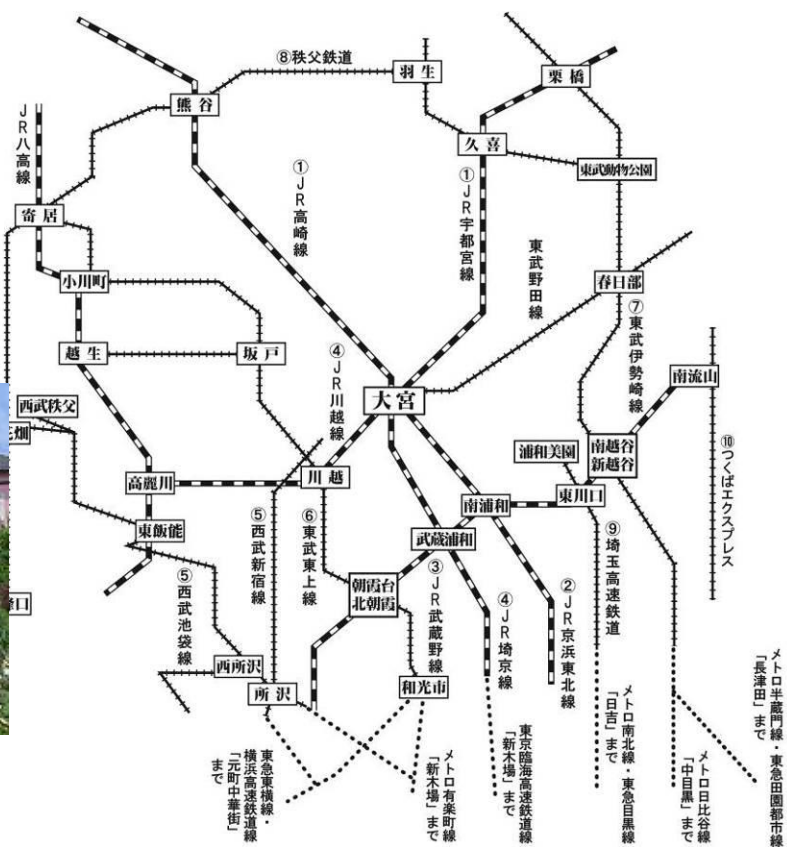 ⑧秩父鉄道
羽生
栗橋
熊谷
久喜
JR八高線
①JR高崎線
①JR宇都宮線
東武動物公園
寄居
東武野田線
小川町
春日部
⑦東武伊勢崎線
越生
坂戸
④JR川越線
大宮
南流山
西武秩父
花畑
浦和美園
南越谷
新越谷
⑩つくばエクスプレス
高麗川
川越
南浦和
東川口
東飯能
⑤西武新宿線
⑥東武東上線
武蔵浦和
⑨埼玉高速鉄道
朝霞台
北朝霞
③JR武蔵野線
④JR埼京線
②JR京浜東北線
⑤西武池袋線
口
西所沢
所沢
和光市
東急東横線・
横浜高速鉄道線
「元町中華街」
まで
メトロ有楽町線
「新木場」まで
東京臨海高速鉄道線
「新木場」まで
メトロ南北線・東急目黒線
「日吉」まで
メトロ日比谷線
「中目黒」まで
メトロ半蔵門線・東急田園都市線
「長津田」まで